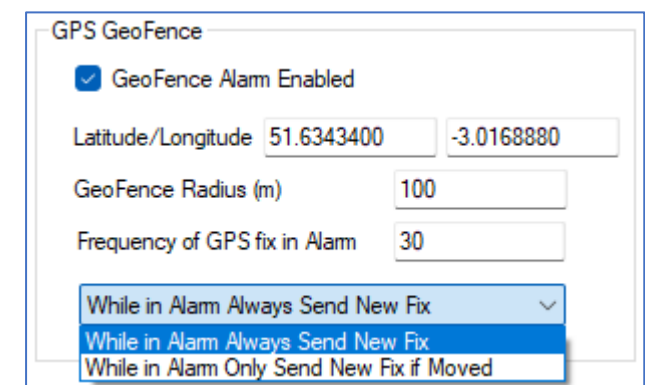 GPS GeoFence
GeoFence Alarm Enabled
Latitude/Longitude 51.6343400 -3.0168880
GeoFence Radius (m) 100
Frequency of GPS fix in Alarm 30
While in Alarm Always Send New Fix
While in Alarm Always Send New Fix
While in Alarm Only Send New Fix if Moved